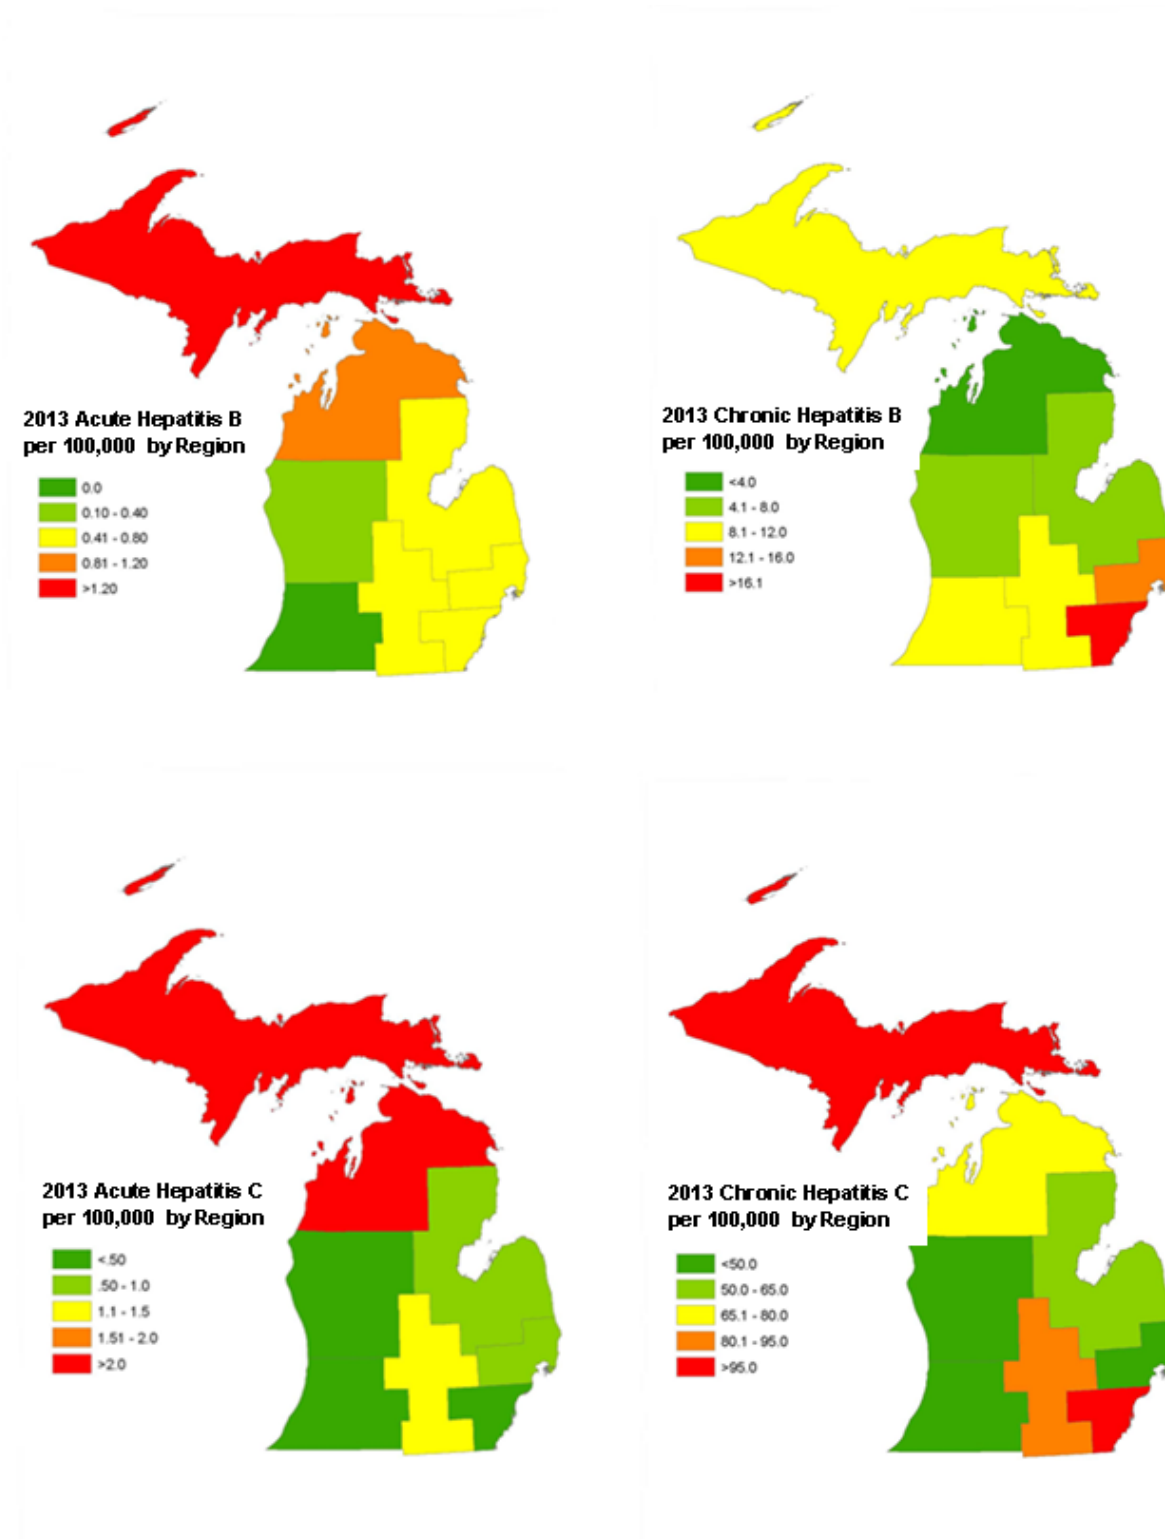 2013 Acute Hepatitis B
per 100,000 by Region
0.0
0.10 - 0.40
0.41 - 0.80
0.81 - 1.20
>1.20
2013 Chronic Hepatitis B
per 100,000 by Region
<4.0
4.1 - 8.0
8.1 - 12.0
12.1 - 16.0
>16.1
2013 Acute Hepatitis C
per 100,000 by Region
<.50
.50 - 1.0
1.1 - 1.5
1.51 - 2.0
>2.0
2013 Chronic Hepatitis C
per 100,000 by Region
<50.0
50.0 - 65.0
65.1 - 80.0
80.1 - 95.0
>95.0